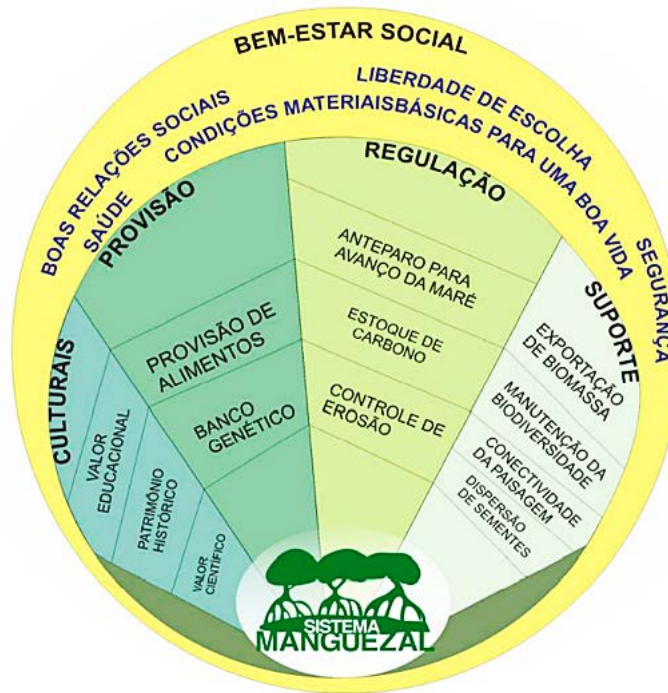 BEM-ESTAR SOCIAL
LIBERDADE DE ESCOLHA
BOAS RELAÇÕES SOCIAIS
CONDIÇÕES MATERIAISBÁSICAS PARA UMA BOA VIDA
SAÚDE
SEGURANÇA
CULTURAIS
VALOR
EDUCACIONAL
PATRIMÔNIO
HISTÓRICO
VALOR
CIENTÍFICO
PROVISÃO
PROVISÃO DE
ALIMENTOS
BANCO
GENÉTICO
REGULAÇÃO
ANTEPARO PARA
AVANÇO DA MARÉ
ESTOQUE DE
CARBONO
CONTROLE DE
EROSÃO
SUPORTE
EXPORTAÇÃO
DE BIOMASSA
MANUTENÇÃO DA
BIODIVERSIDADE
CONECTIVIDADE
DA PAISAGEM
DISPERSÃO
DE SEMENTES
SISTEMA
MANGUEZAL